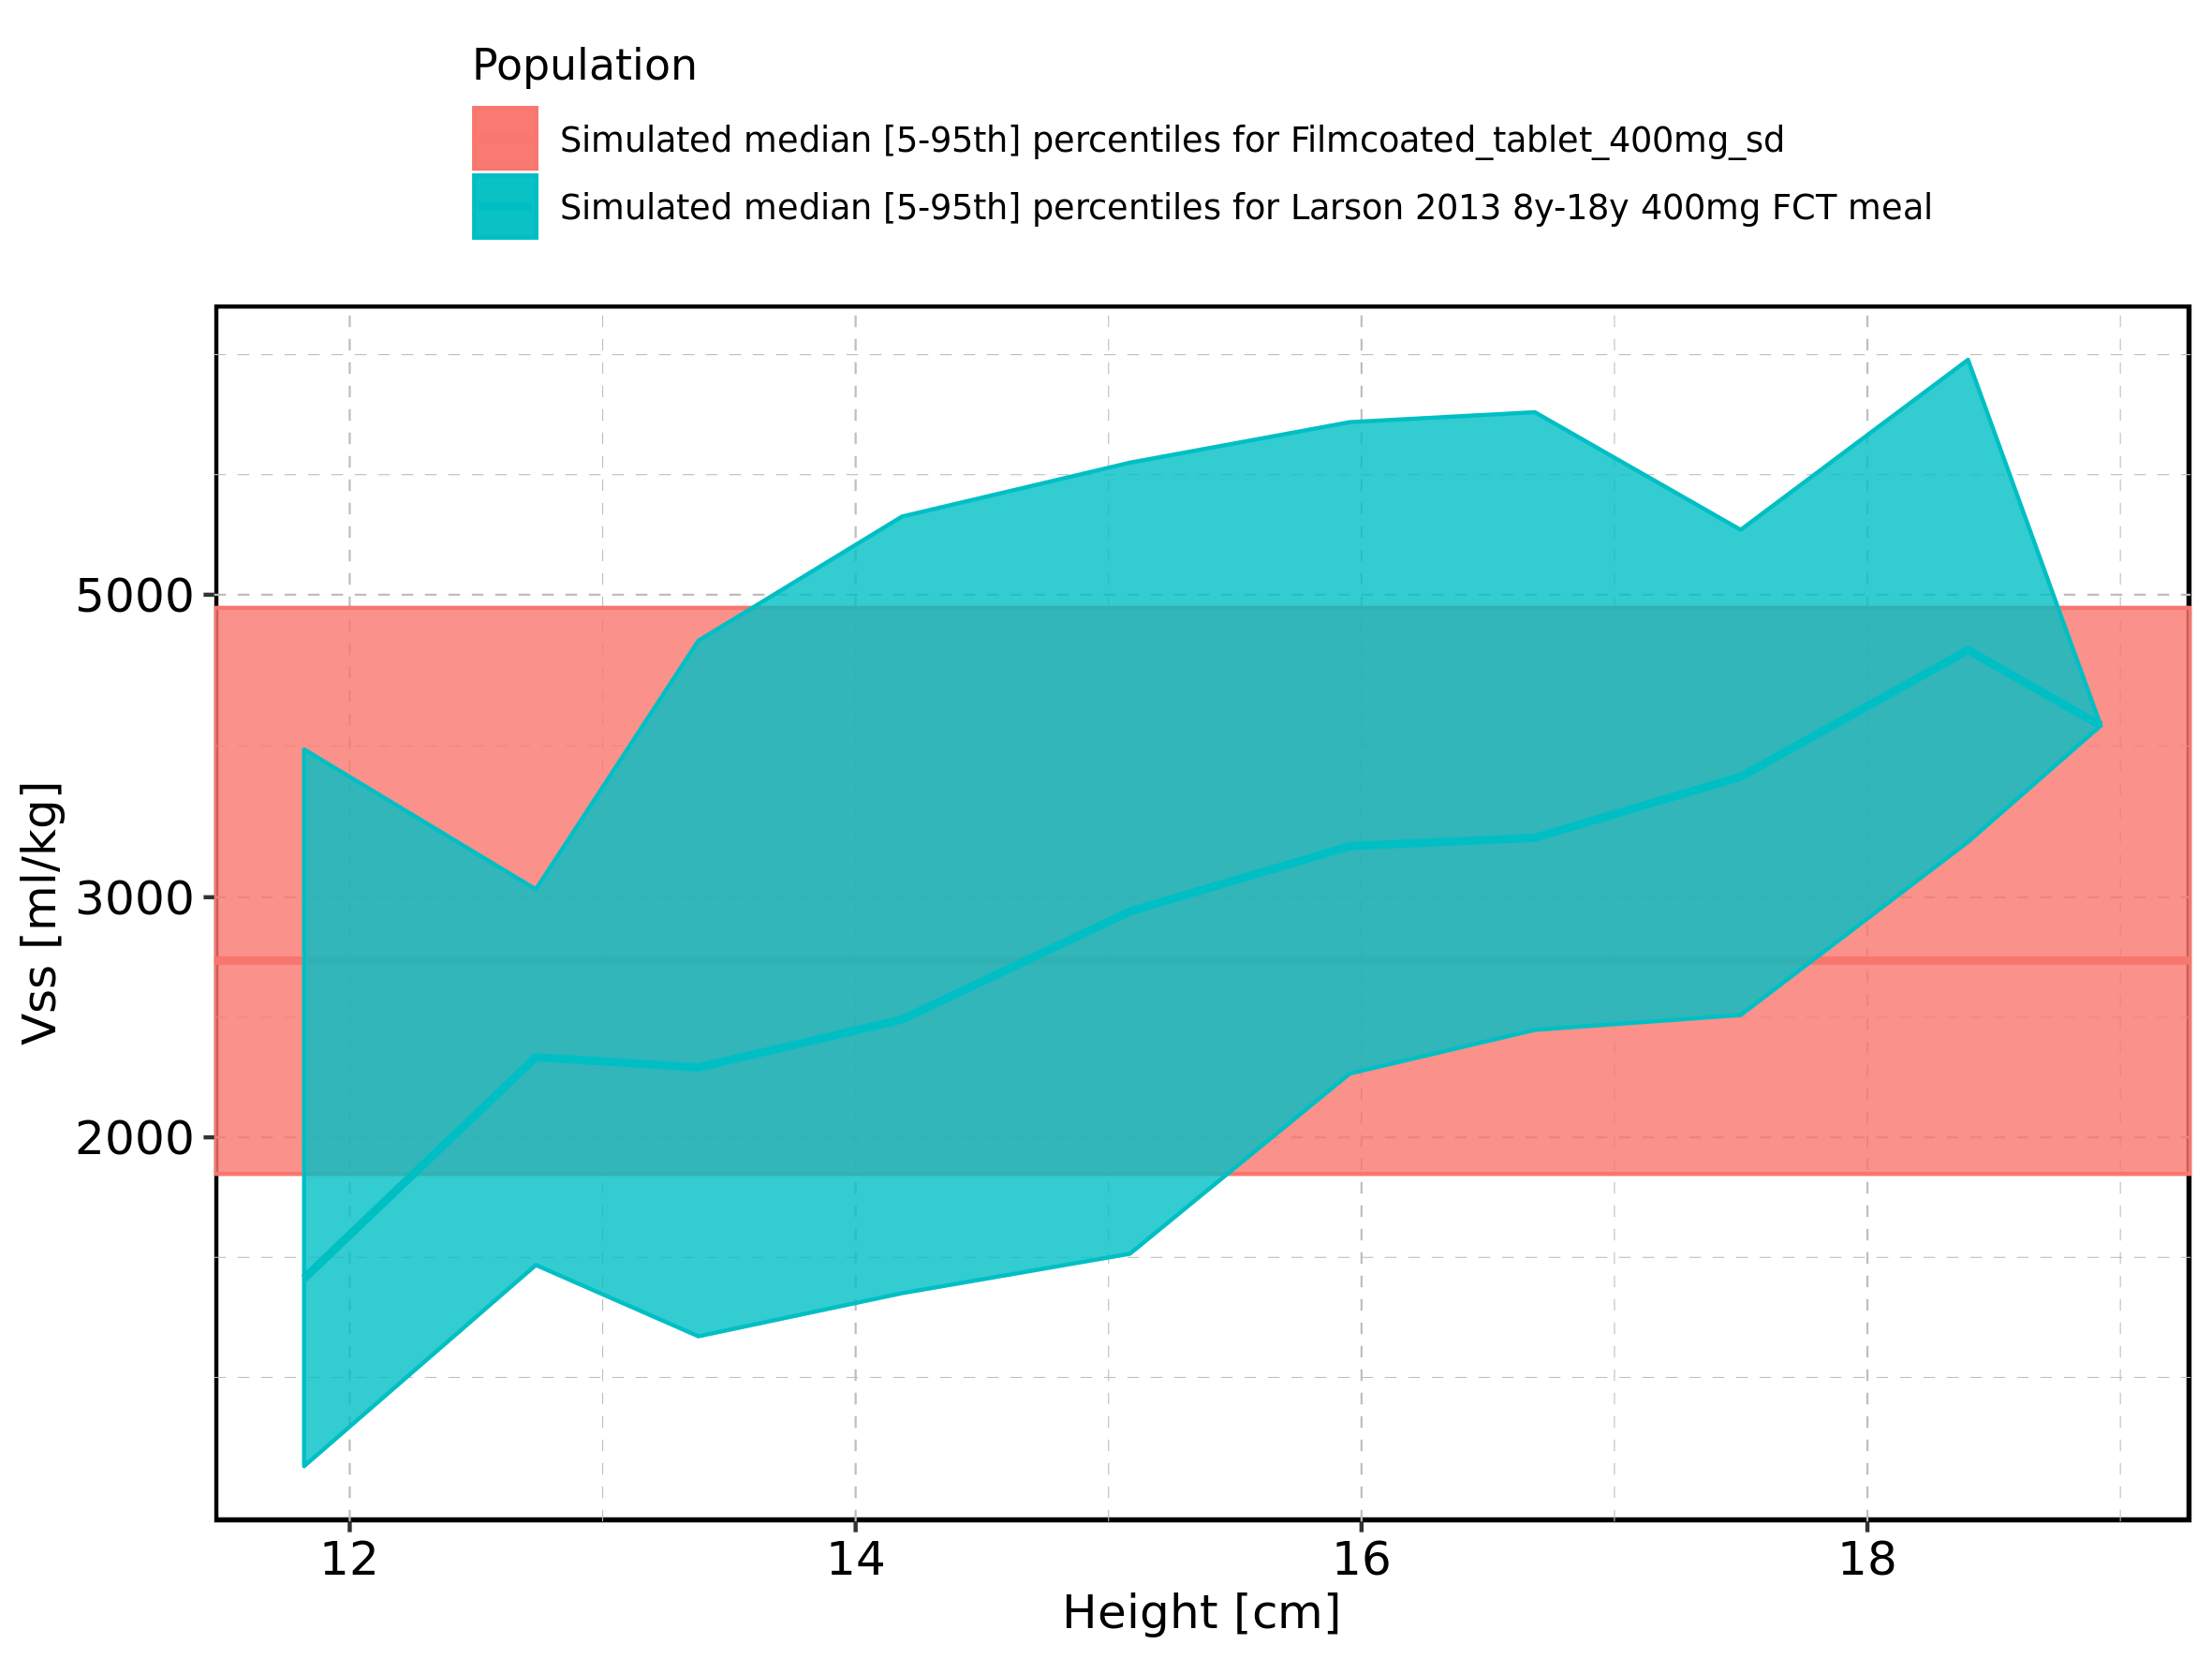 Population
Simulated median [5-95th] percentiles for Filmcoated_tablet_400mg_sd
Simulated median [5-95th] percentiles for Larson 2013 8y-18y 400mg FCT meal
Vss [ml/kg]
5000
3000
2000
12 14 16 18
Height [cm]